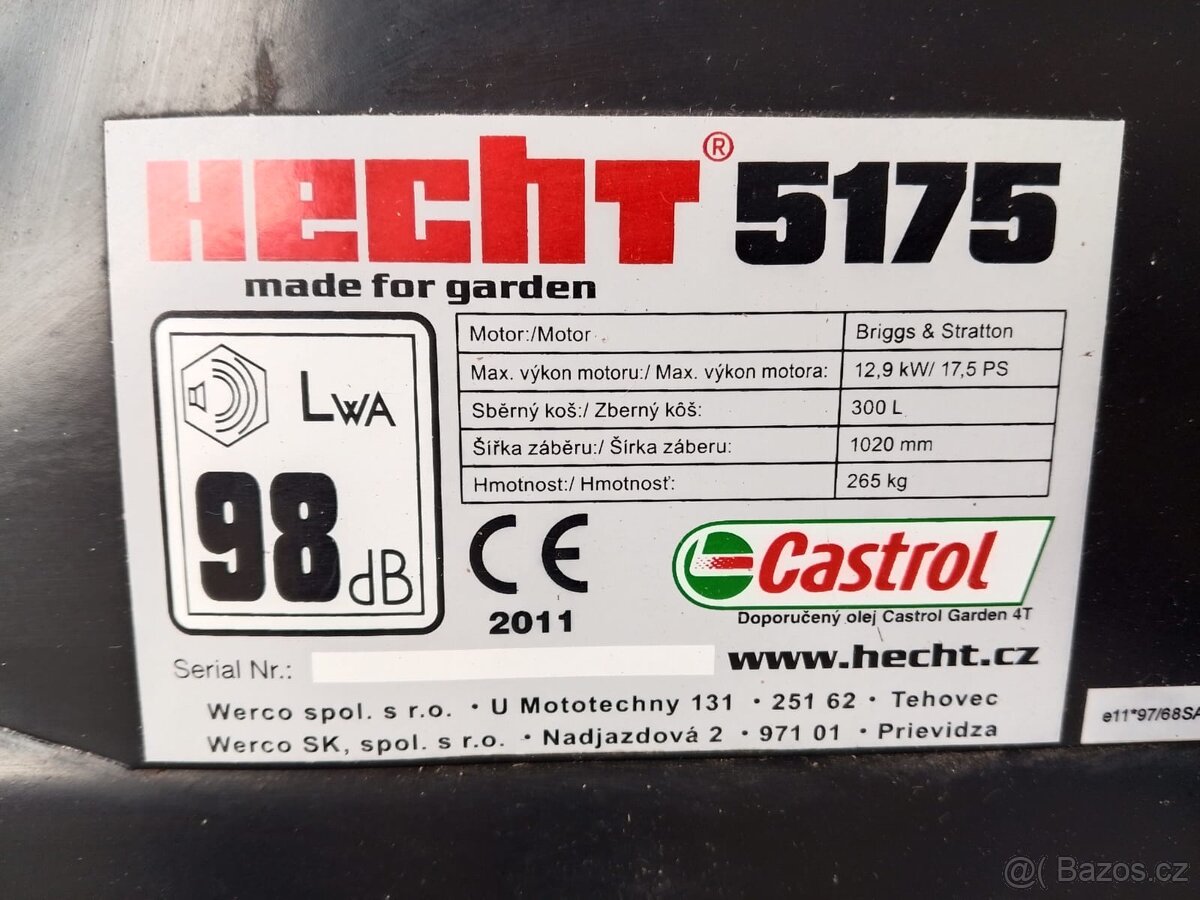 HECHT® 5175
made for garden
LWA
98 dB
Motor:/Motor Briggs & Stratton
Max. výkon motoru:/ Max. výkon motora: 12,9 kW/ 17,5 PS
Sběrný koš:/ Zberný kôš: 300 L
Šířka záběru:/ Šírka záberu: 1020 mm
Hmotnost:/ Hmotnosť: 265 kg
CE
2011
Castrol
Doporučený olej Castrol Garden 4T
Serial Nr.:
www.hecht.cz
Werco spol. s r.o. • U Mototechny 131 • 251 62 • Tehovec
Werco SK, spol. s r.o. • Nadjazdová 2 • 971 01 • Prievidza
e11*97/68SA
@( Bazos.cz